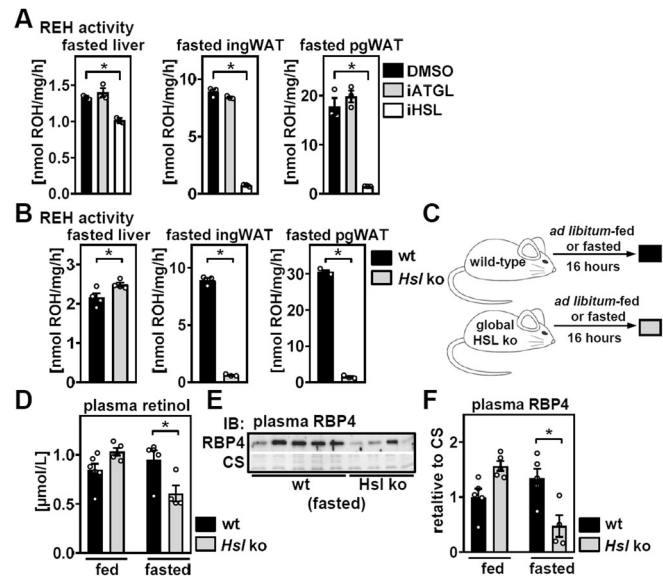 A
REH activity
fasted liver
fasted ingWAT
fasted pgWAT
[nmol ROH/mg/h]
1.5
1.0
0.5
0.0
*
[nmol ROH/mg/h]
10
5
0
*
[nmol ROH/mg/h]
20
15
10
5
0
*
DMSO
iATGL
iHSL
B
REH activity
fasted liver
fasted ingWAT
fasted pgWAT
[nmol ROH/mg/h]
3
2
1
0
*
[nmol ROH/mg/h]
10
5
0
*
[nmol ROH/mg/h]
30
20
10
0
*
wt
Hsl ko
C
wild-type
ad libitum-fed
or fasted
16 hours
global
HSL ko
ad libitum-fed
or fasted
16 hours
D
plasma retinol
[µmol/L]
1.0
0.5
0.0
*
fed
fasted
wt
Hsl ko
E
IB: plasma RBP4
RBP4
CS
wt
Hsl ko
(fasted)
F
plasma RBP4
retaltive to CS
2
1
0
*
fed
fasted
wt
Hsl ko